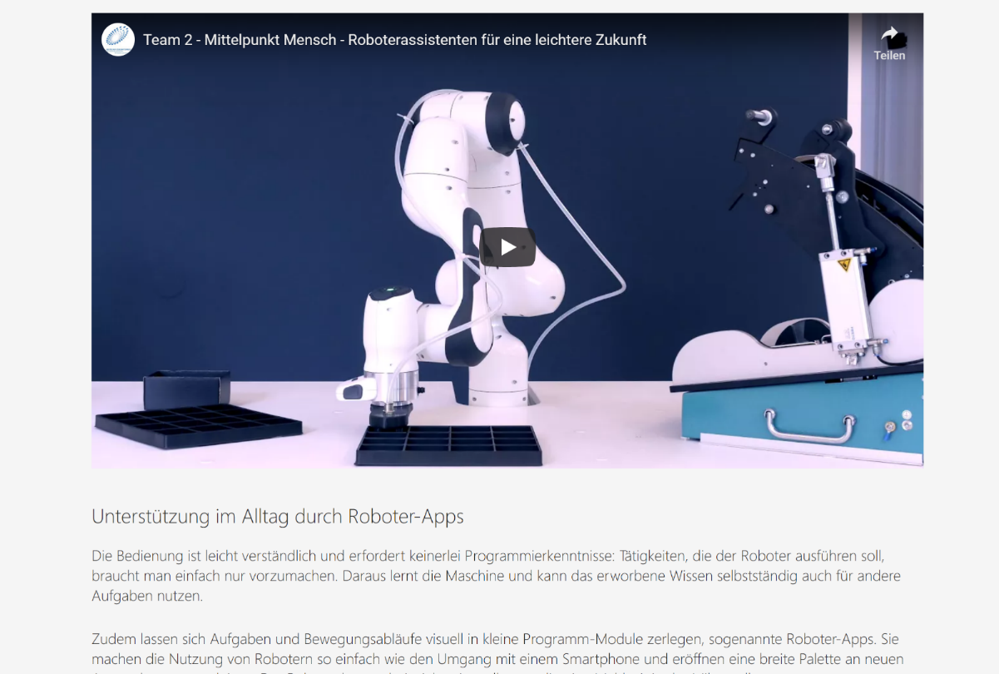 Team 2 - Mittelpunkt Mensch - Roboterassistenten für eine leichtere Zukunft
Teilen
Unterstützung im Alltag durch Roboter-Apps
Die Bedienung ist leicht verständlich und erfordert keinerlei Programmierkenntnisse: Tätigkeiten, die der Roboter ausführen soll,
braucht man einfach nur vorzumachen. Daraus lernt die Maschine und kann das erworbene Wissen selbstständig auch für andere
Aufgaben nutzen.
Zudem lassen sich Aufgaben und Bewegungsabläufe visuell in kleine Programm-Module zerlegen, sogenannte Roboter-Apps. Sie
machen die Nutzung von Robotern so einfach wie den Umgang mit einem Smartphone und eröffnen eine breite Palette an neuen